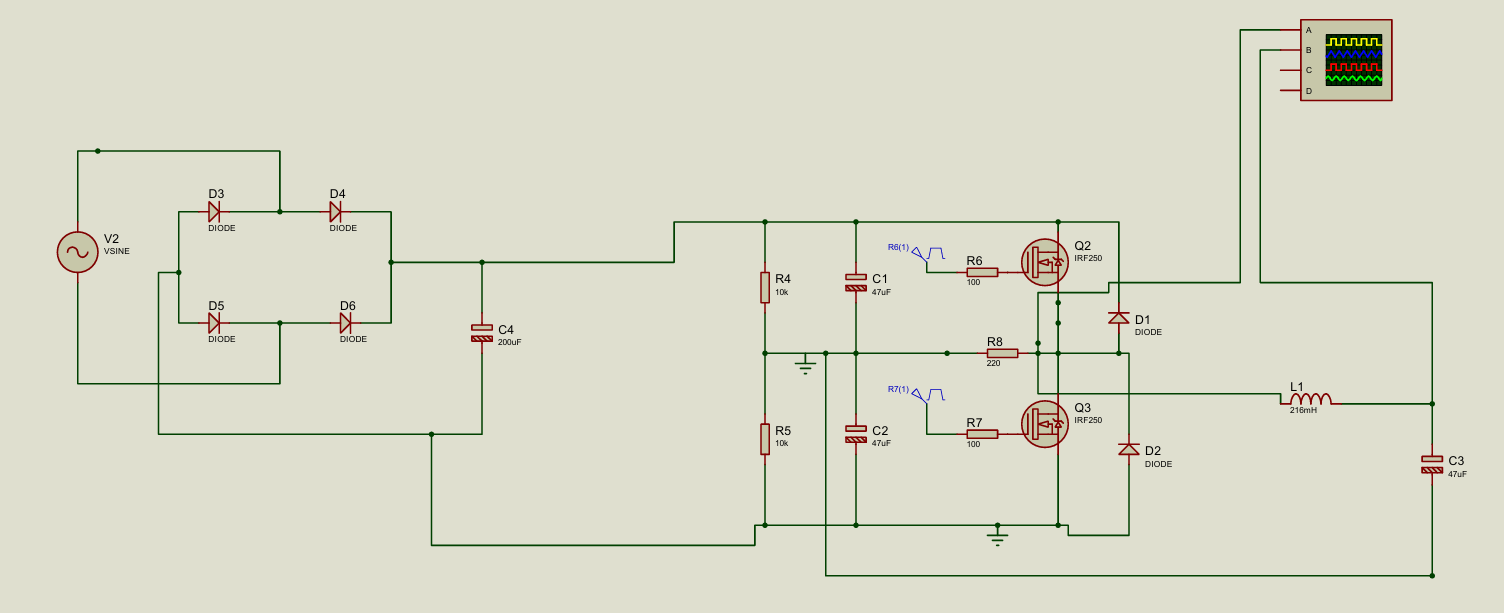 A
B
C
D
V2
VSINE
D3
DIODE
D4
DIODE
D5
DIODE
D6
DIODE
C4
200uF
R4
10k
C1
47uF
R6(1)
R6
100
Q2
IRF250
D1
DIODE
R8
220
R5
10k
C2
47uF
R7(1)
R7
100
Q3
IRF250
D2
DIODE
L1
216mH
C3
47uF